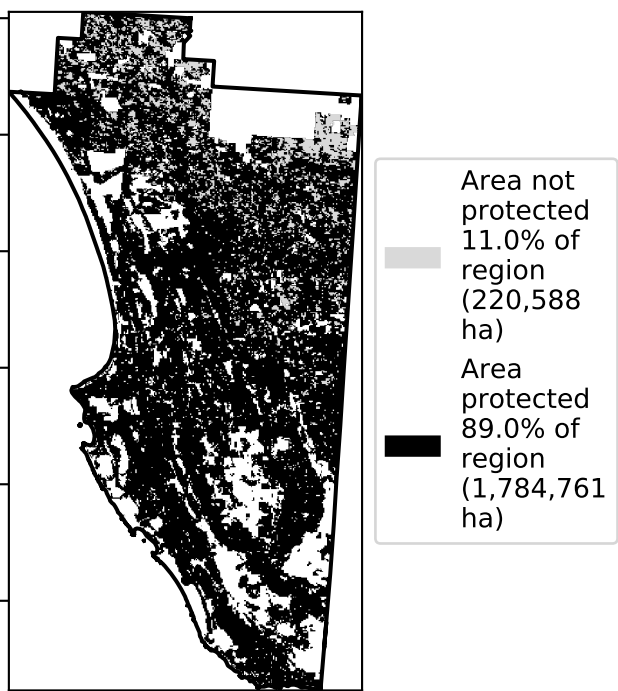 Area not
protected
11.0% of
region
(220,588
ha)
Area
protected
89.0% of
region
(1,784,761
ha)